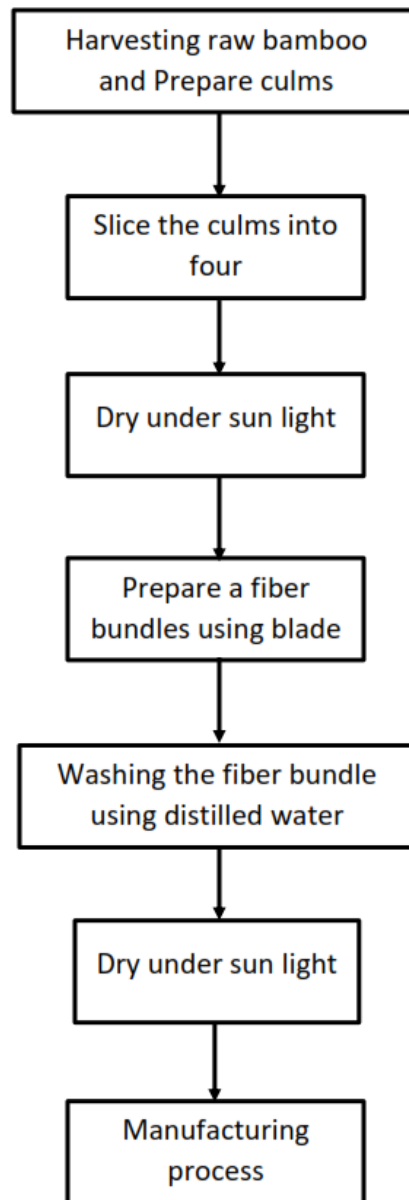 Harvesting raw bamboo
and Prepare culms
Slice the culms into
four
Dry under sun light
Prepare a fiber
bundles using blade
Washing the fiber bundle
using distilled water
Dry under sun light
Manufacturing
process